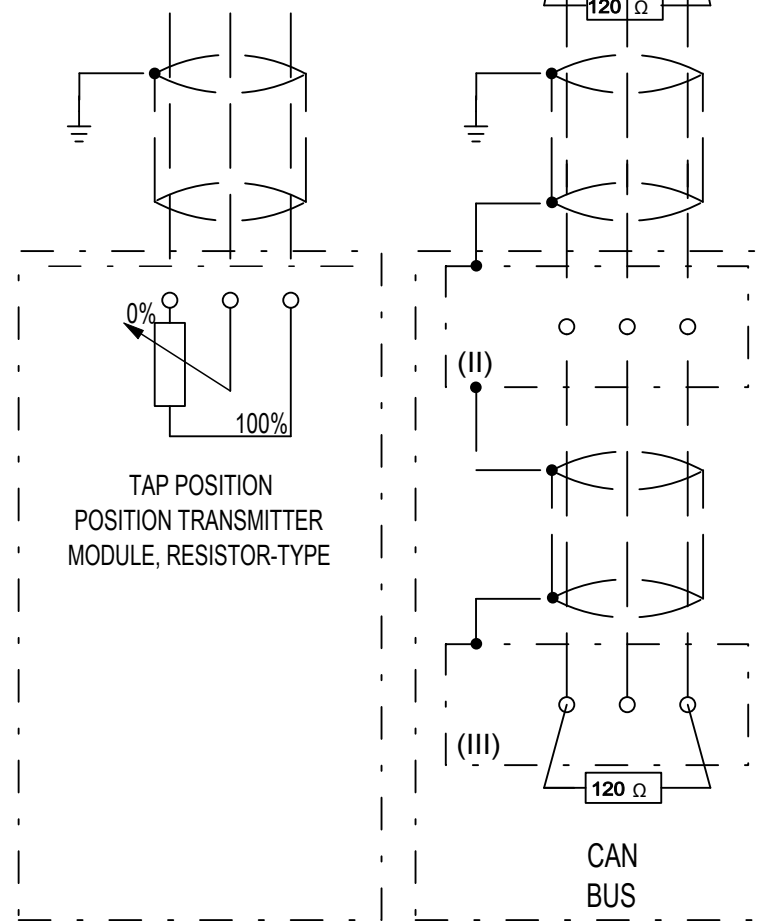 120 Ω
0%
100%
TAP POSITION
POSITION TRANSMITTER
MODULE, RESISTOR-TYPE
(II)
(III)
120 Ω
CAN
BUS